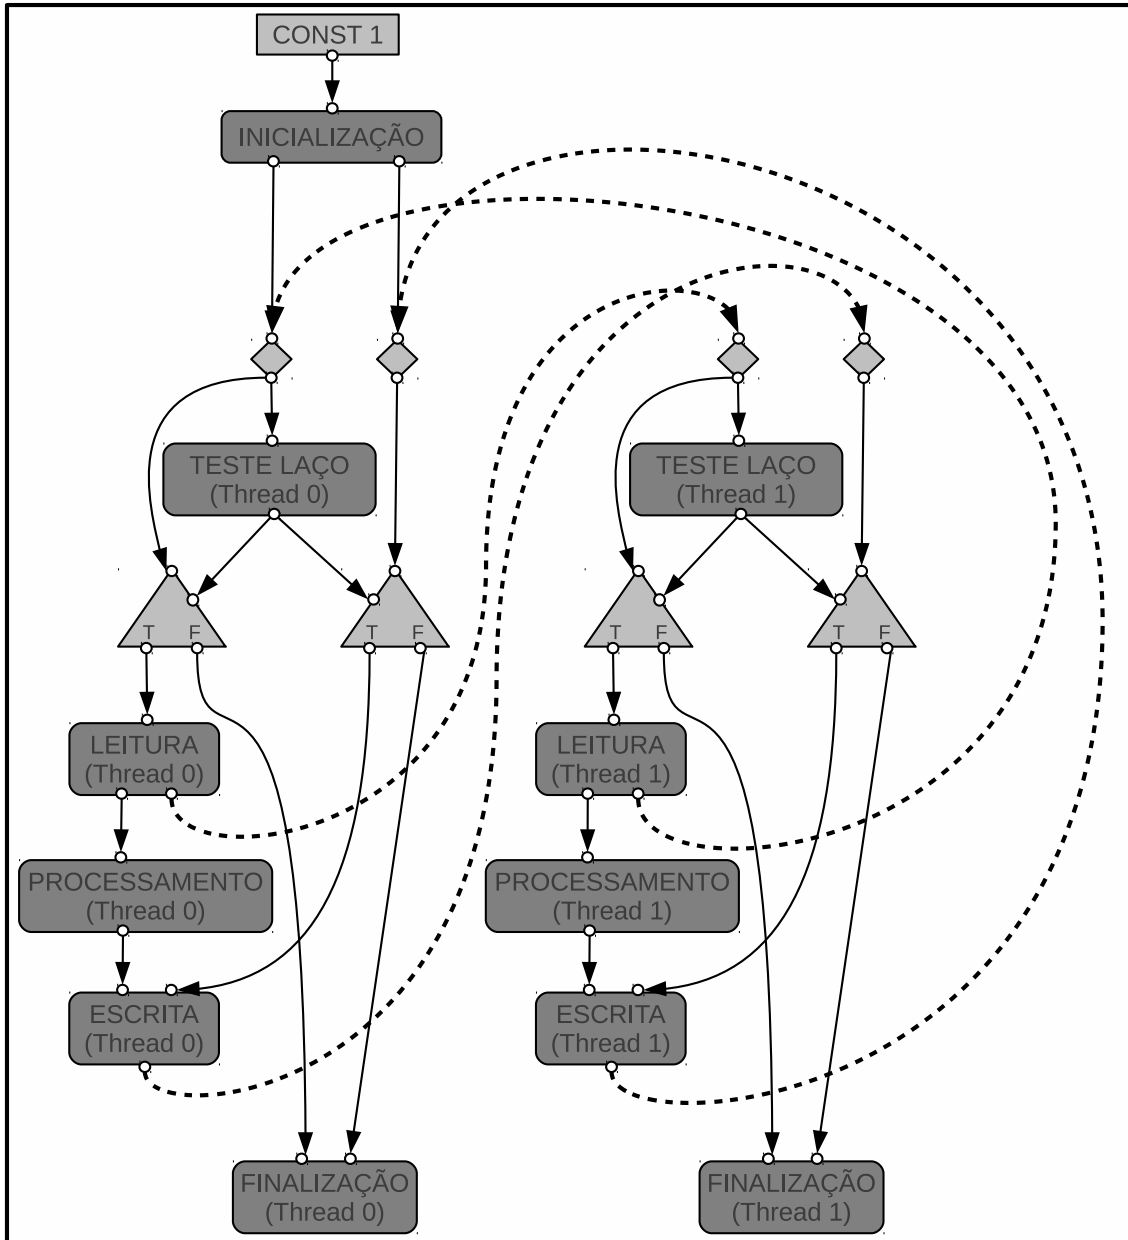 CONST 1
INICIALIZAÇÃO
TESTE LAÇO
(Thread 0)
TESTE LAÇO
(Thread 1)
T F
T F
T F
T F
LEITURA
(Thread 0)
LEITURA
(Thread 1)
PROCESSAMENTO
(Thread 0)
PROCESSAMENTO
(Thread 1)
ESCRITA
(Thread 0)
ESCRITA
(Thread 1)
FINALIZAÇÃO
(Thread 0)
FINALIZAÇÃO
(Thread 1)